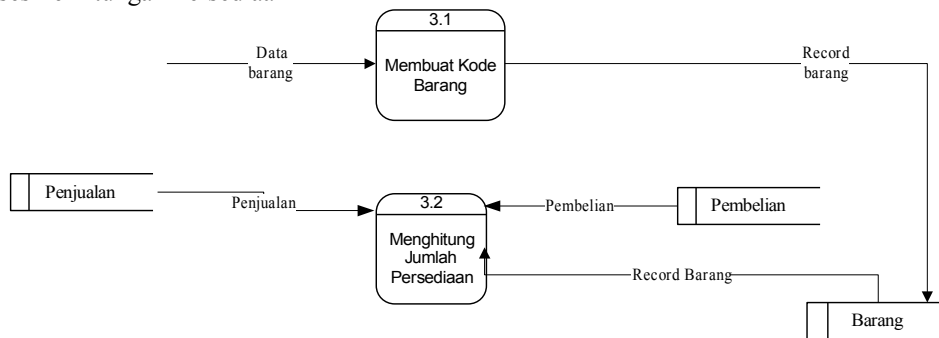 3.1
Data
barang
Membuat Kode
Barang
Record
barang
Penjualan
Penjualan
3.2
Menghitung
Jumlah
Persediaan
Pembelian
Pembelian
Record Barang
Barang